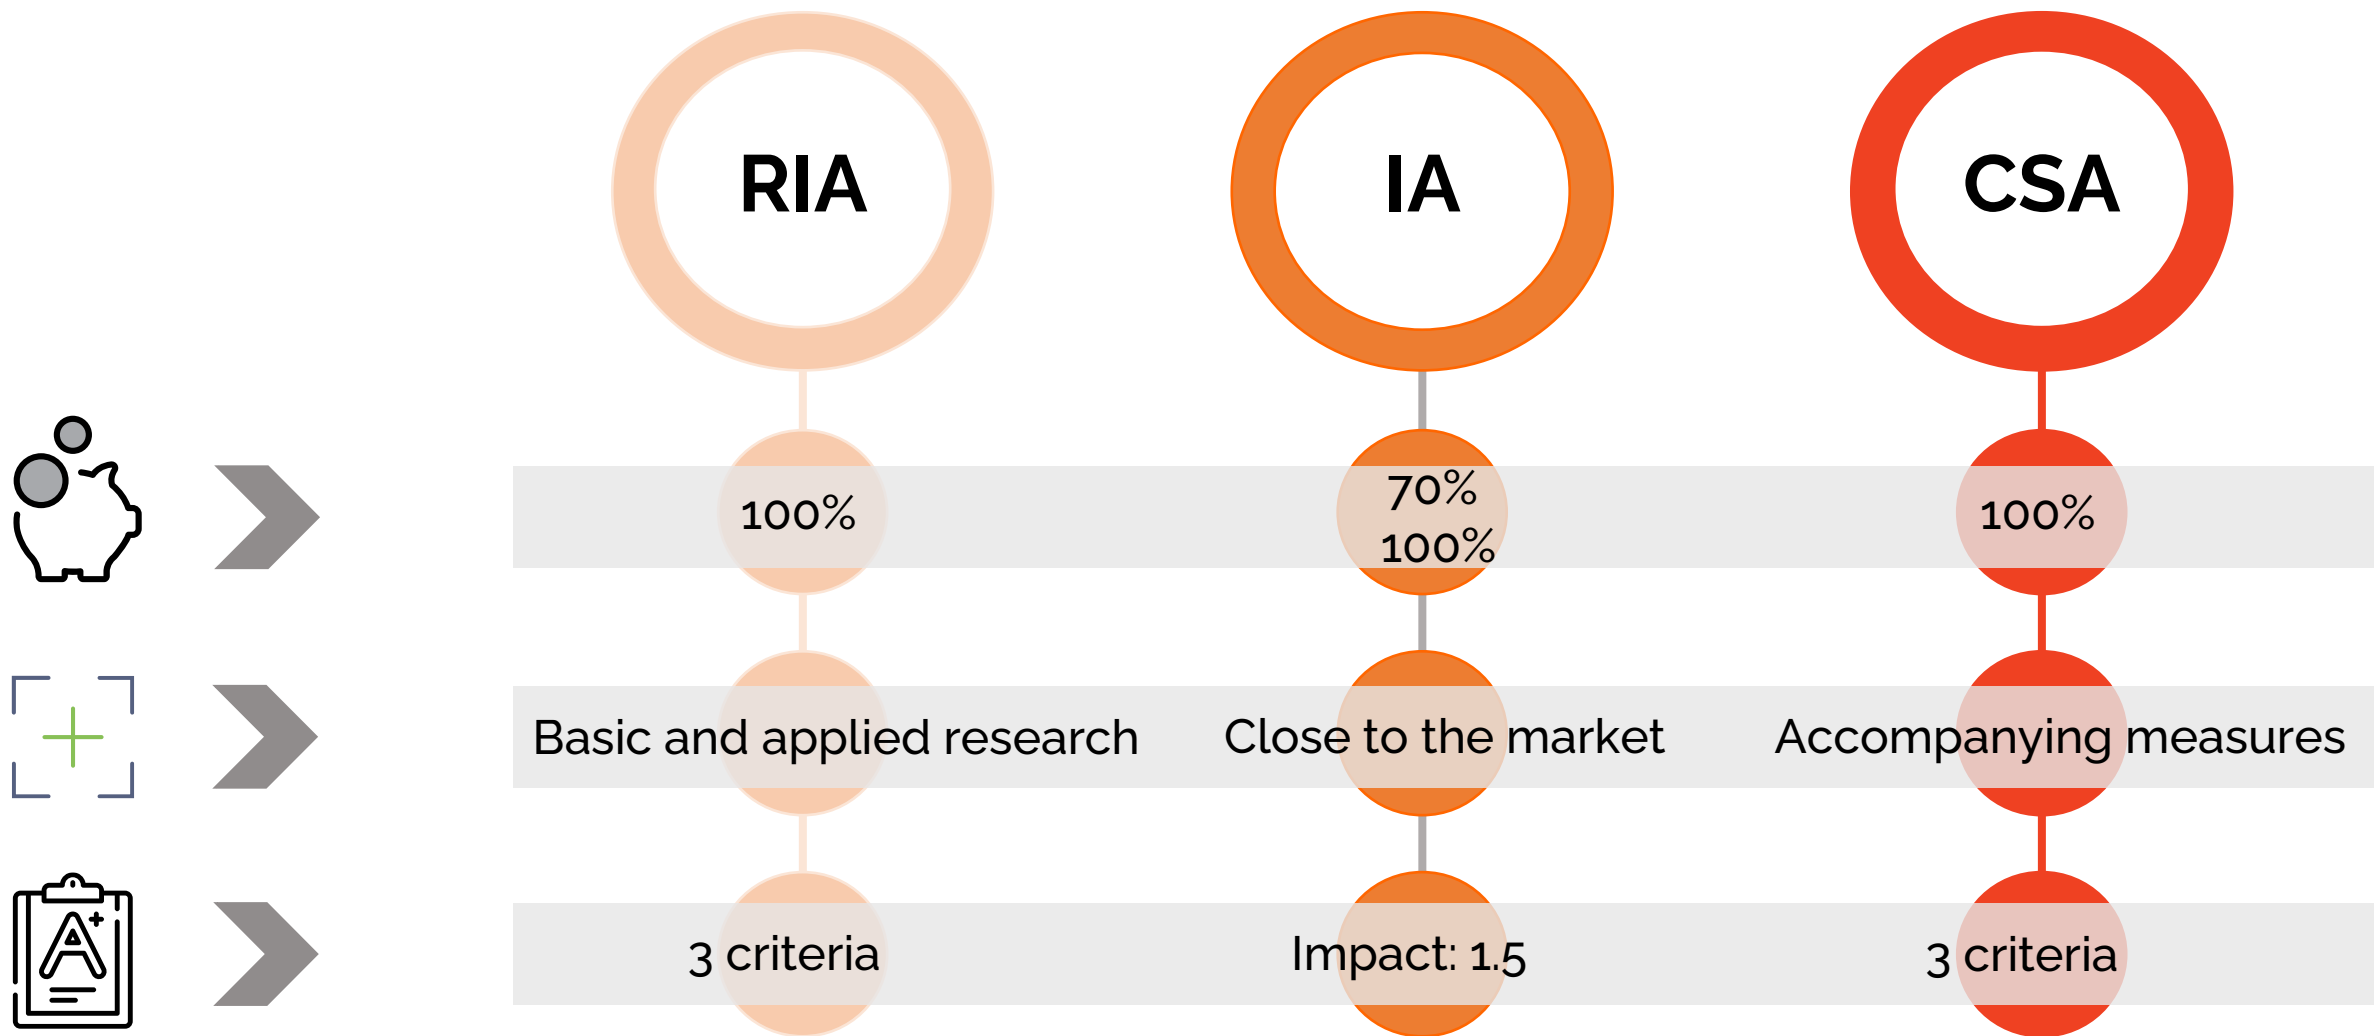 RIA
IA
CSA
100%
70%
100%
100%
Basic and applied research
Close to the market
Accompanying measures
A+
3 criteria
Impact: 1.5
3 criteria